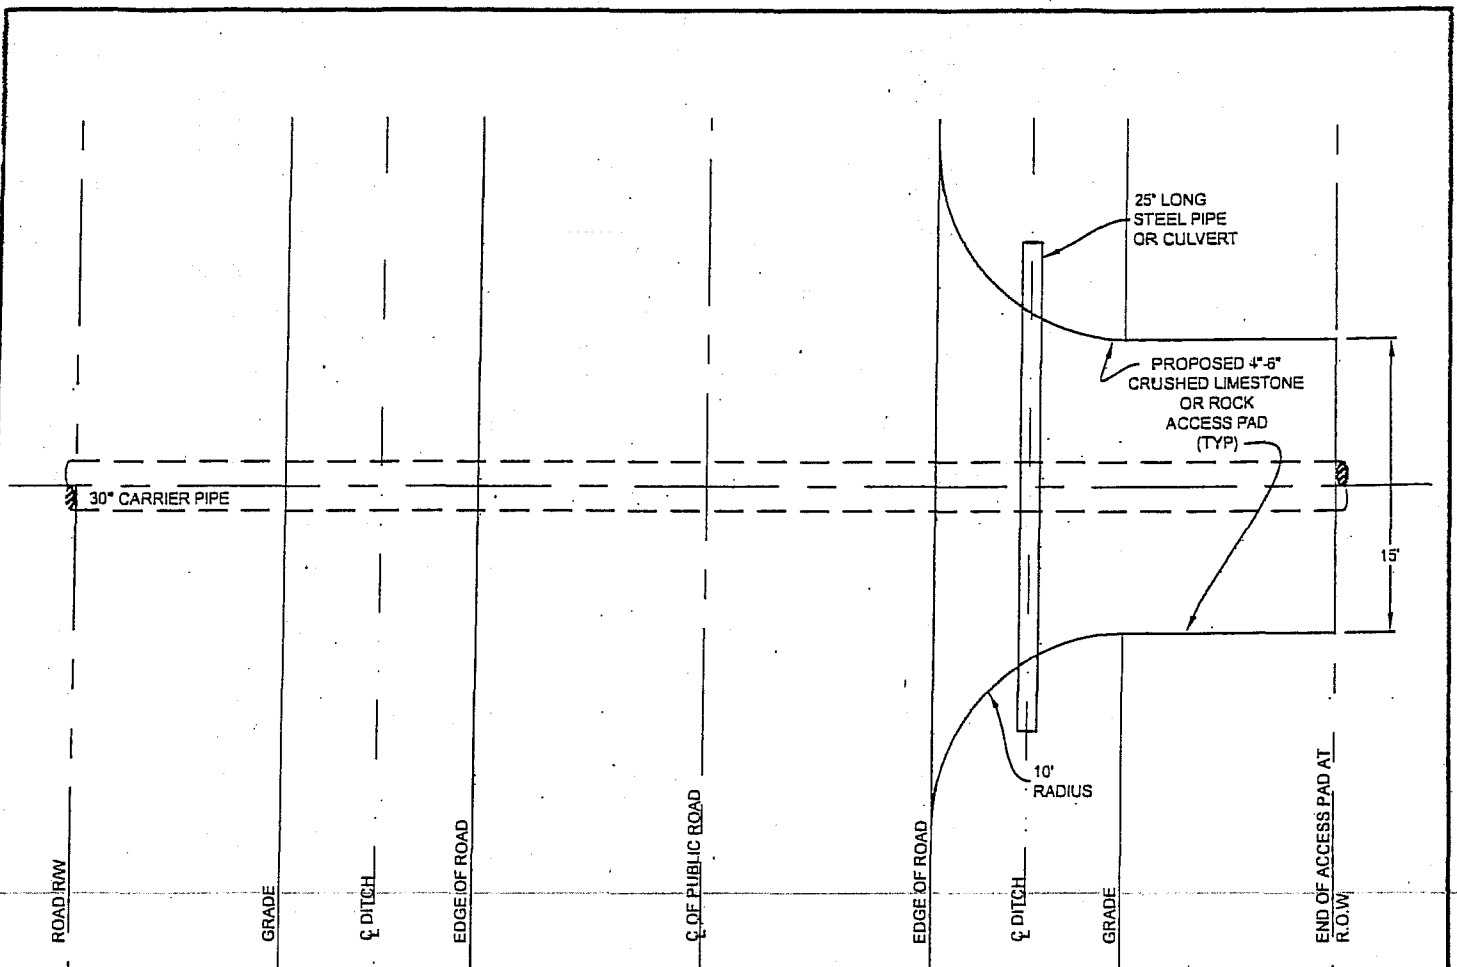 25" LONG
STEEL PIPE
OR CULVERT
PROPOSED 4"-6"
CRUSHED LIMESTONE
OR ROCK
ACCESS PAD
(TYP)
30" CARRIER PIPE
15'
10'
RADIUS
ROAD R/W
GRADE
℄ DITCH
EDGE OF ROAD
℄ OF PUBLIC ROAD
EDGE OF ROAD
℄ DITCH
GRADE
END OF ACCESS PAD AT
R.O.W.